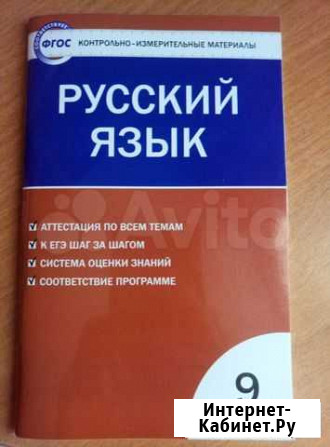 ФГОС
КОНТРОЛЬНО-ИЗМЕРИТЕЛЬНЫЕ МАТЕРИАЛЫ
РУССКИЙ
ЯЗЫК
АТТЕСТАЦИЯ ПО ВСЕМ ТЕМАМ
К ЕГЭ ШАГ ЗА ШАГОМ
СИСТЕМА ОЦЕНКИ ЗНАНИЙ
СООТВЕТСТВИЕ ПРОГРАММЕ
Avito
9
Интернет-
Кабинет.Ру